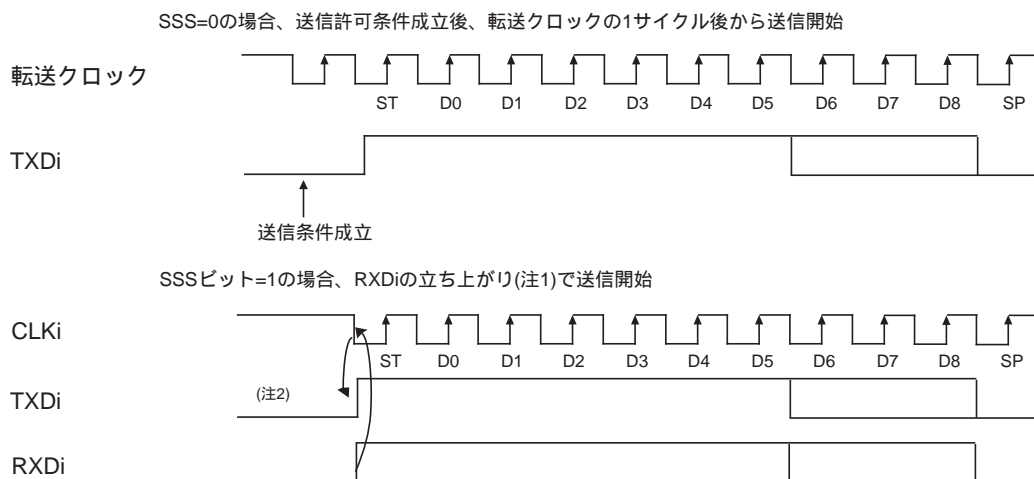 SSS=0の場合、送信許可条件成立後、転送クロックの1サイクル後から送信開始
転送クロック
ST D0 D1 D2 D3 D4 D5 D6 D7 D8 SP
TXDi
送信条件成立
SSSビット=1の場合、RXDiの立ち上がり(注1)で送信開始
CLKi
ST D0 D1 D2 D3 D4 D5 D6 D7 D8 SP
TXDi (注2)
RXDi